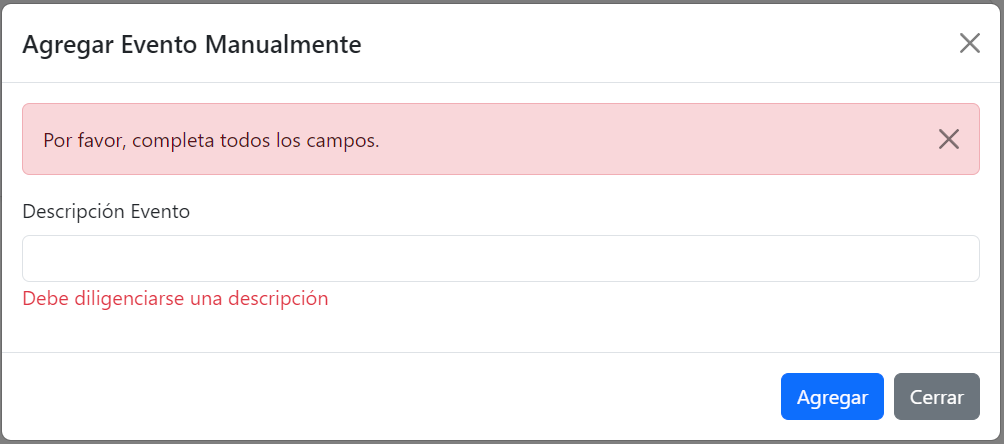 Agregar Evento Manualmente
Por favor, completa todos los campos.
Descripción Evento
Debe diligenciarse una descripción
Agregar
Cerrar